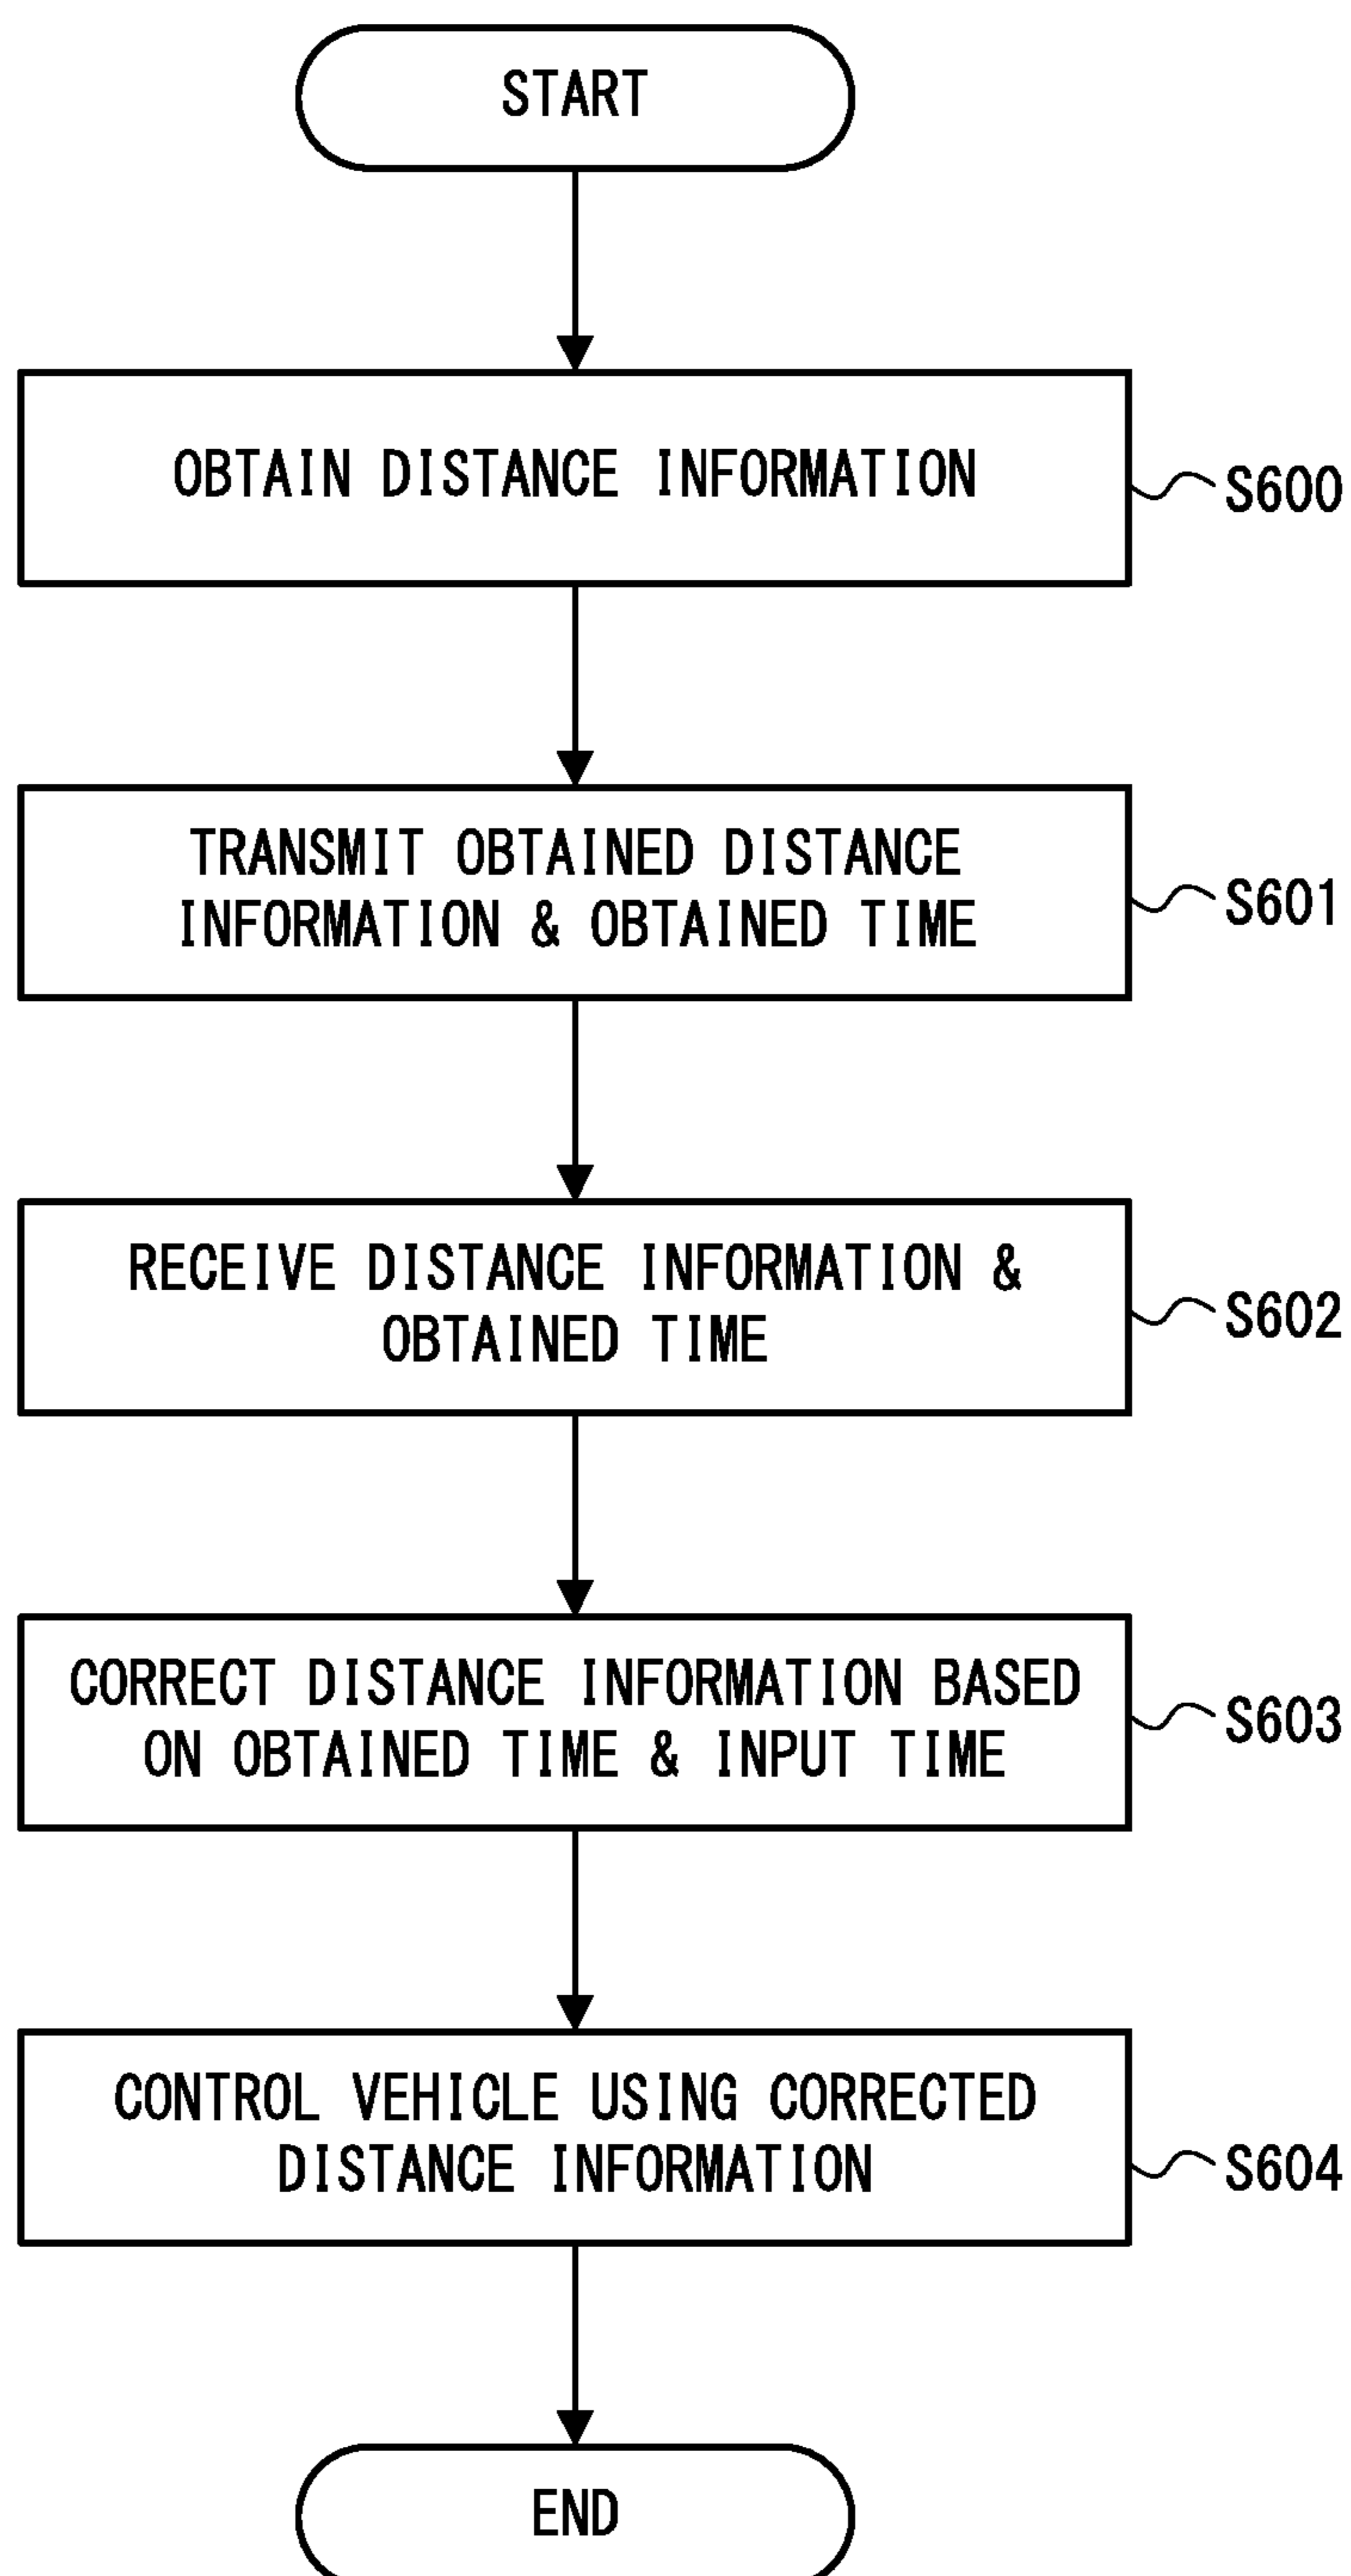 START
OBTAIN DISTANCE INFORMATION
S600
TRANSMIT OBTAINED DISTANCE
INFORMATION & OBTAINED TIME
S601
RECEIVE DISTANCE INFORMATION &
OBTAINED TIME
S602
CORRECT DISTANCE INFORMATION BASED
ON OBTAINED TIME & INPUT TIME
S603
CONTROL VEHICLE USING CORRECTED
DISTANCE INFORMATION
S604
END